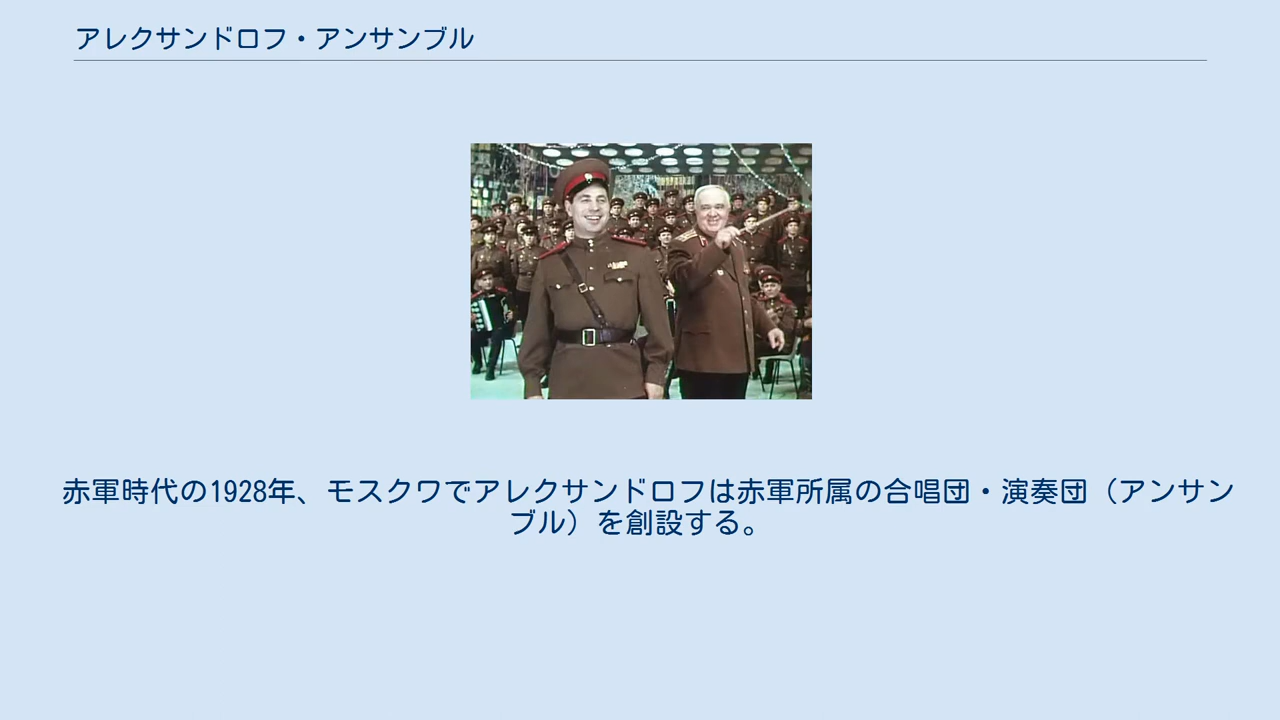 アレクサンドロフ・アンサンブル
赤軍時代の1928年、モスクワでアレクサンドロフは赤軍所属の合唱団・演奏団（アンサン
ブル）を創設する。